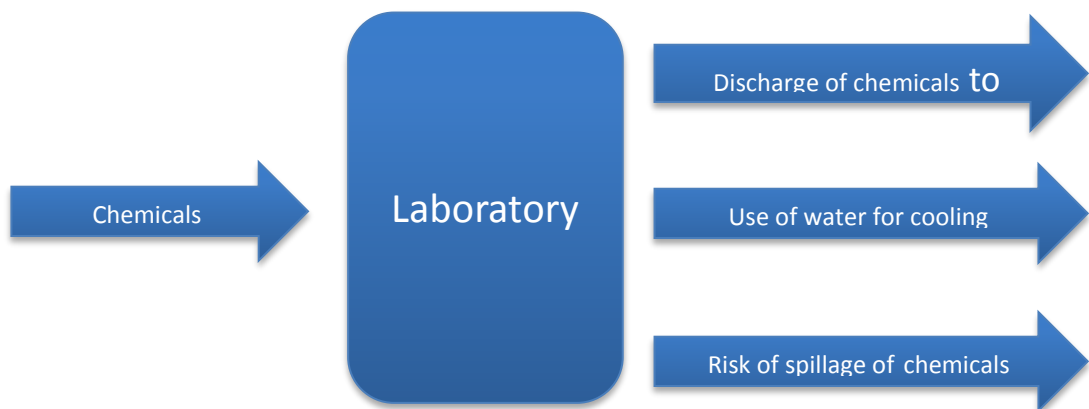 Chemicals
Laboratory
Discharge of chemicals to
Use of water for cooling
Risk of spillage of chemicals